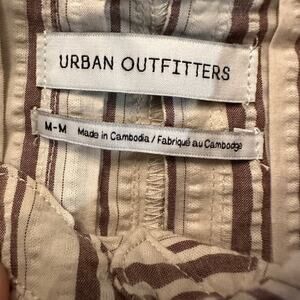 URBAN OUTFITTERS
M-M Made in Cambodia / Fabriqué au Cambodge